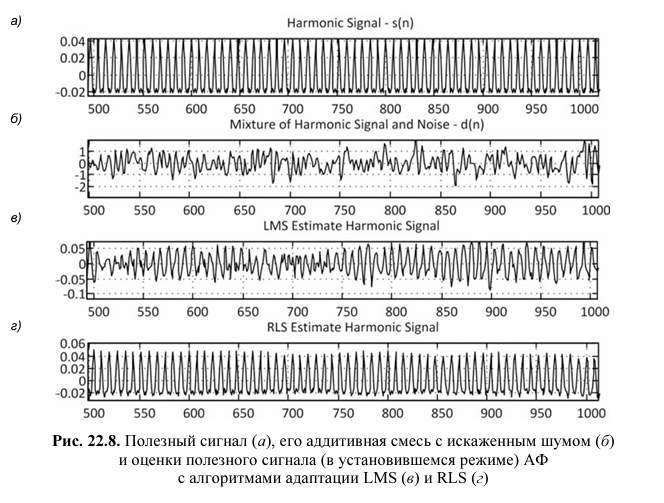 а)
Harmonic Signal - s(n)
0.04
0.02
0
-0.02
500 550 600 650 700 750 800 850 900 950 1000
б)
Mixture of Harmonic Signal and Noise - d(n)
1
0
-1
-2
500 550 600 650 700 750 800 850 900 950 1000
в)
LMS Estimate Harmonic Signal
0.05
0
-0.05
-0.1
500 550 600 650 700 750 800 850 900 950 1000
г)
RLS Estimate Harmonic Signal
0.06
0.04
0.02
0
-0.02
500 550 600 650 700 750 800 850 900 950 1000
Рис. 22.8. Полезный сигнал (а), его аддитивная смесь с искаженным шумом (б)
и оценки полезного сигнала (в установившемся режиме) АФ
с алгоритмами адаптации LMS (в) и RLS (г)